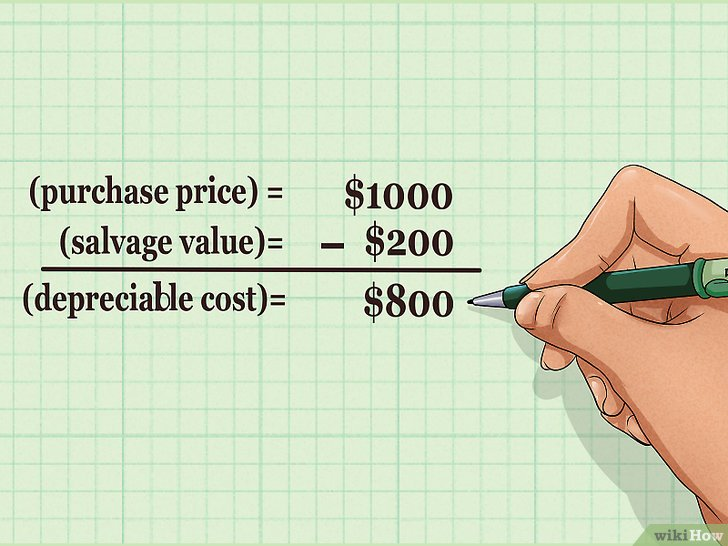 (purchase price) = $1000
(salvage value)= – $200
(depreciable cost)= $800
wikiHow